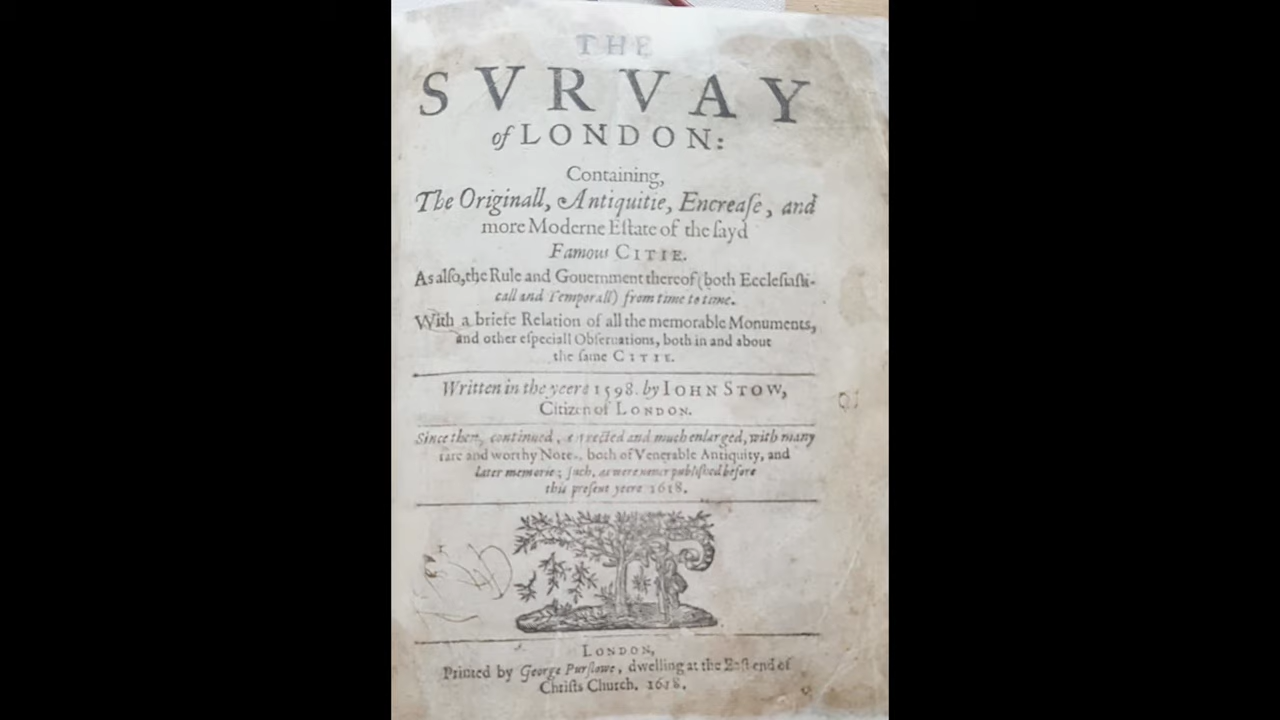 THE
SVRVAY
of LONDON:
Containing,
The Originall, Antiquitie, Encreaſe, and
more Moderne Eſtate of the ſayd
Famous CITIE.
As alſo, the Rule and Gouernment thereof (both Eccleſiaſti-
call and Temporall) from time to time.
With a briefe Relation of all the memorable Monuments,
and other eſpeciall Obſeruations, both in and about
the ſame CITIE.
Written in the yeere 1598. by IOHN STOW,
Citizen of LONDON.
Since then, continued, corrected and much enlarged, with many
rare and worthy Notes, both of Venerable Antiquity, and
later memorie; ſuch, as were neuer publiſhed before
this preſent yeere 1618.
LONDON,
Printed by George Purſlowe, dwelling at the Eaſt end of
Chriſts Church. 1618.